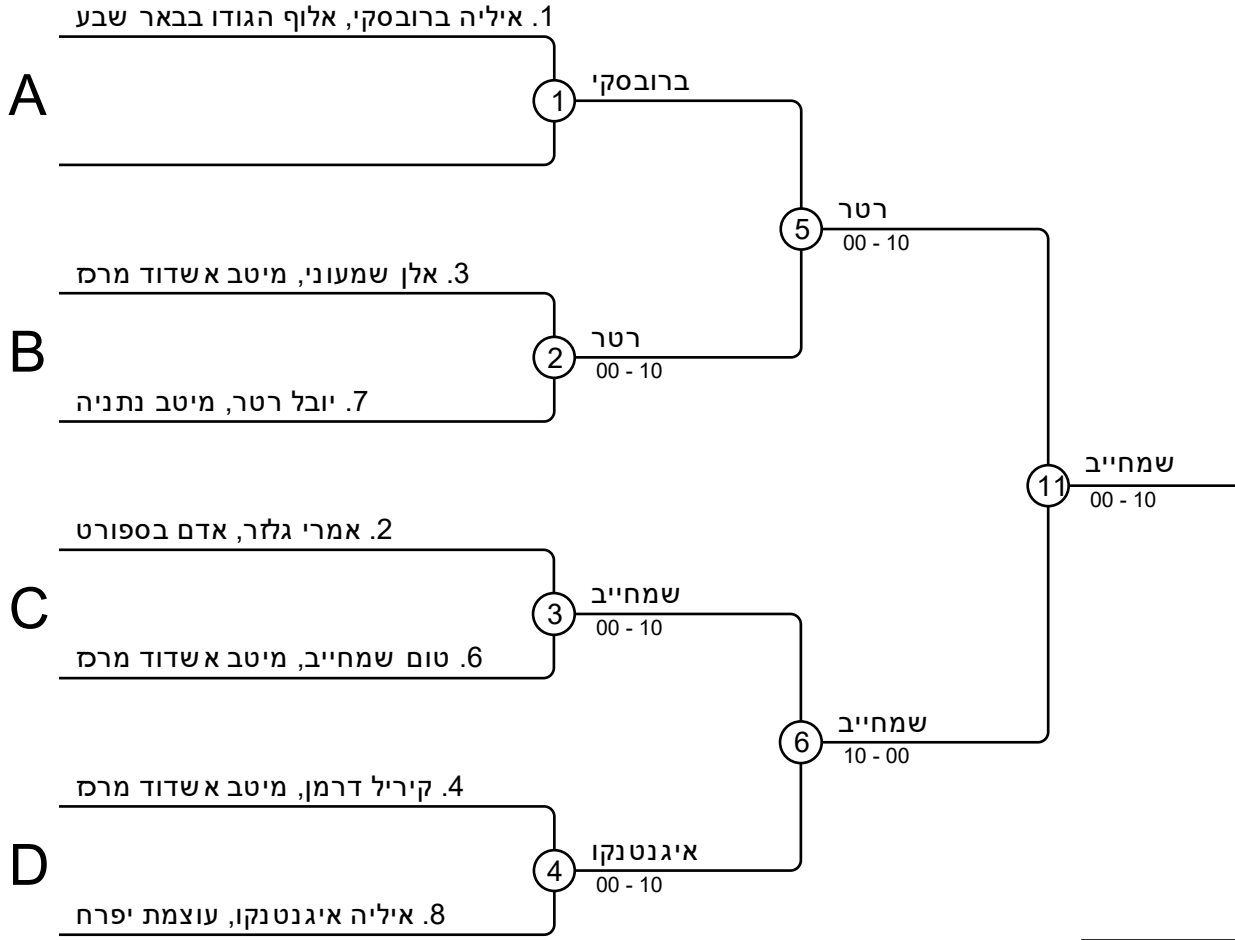 1. איליה ברובסקי, אלוף הגודו בבאר שבע
A
1
ברובסקי
5
רטר
00 - 10
3. אלן שמעוני, מיטב אשדוד מרכז
B
2
רטר
00 - 10
7. יובל רטר, מיטב נתניה
11
שמחייב
00 - 10
2. אמרי גלזר, אדם בספורט
C
3
שמחייב
00 - 10
6. טום שמחייב, מיטב אשדוד מרכז
6
שמחייב
10 - 00
4. קיריל דרמן, מיטב אשדוד מרכז
D
4
איגנטנקו
00 - 10
8. איליה איגנטנקו, עוצמת יפרח